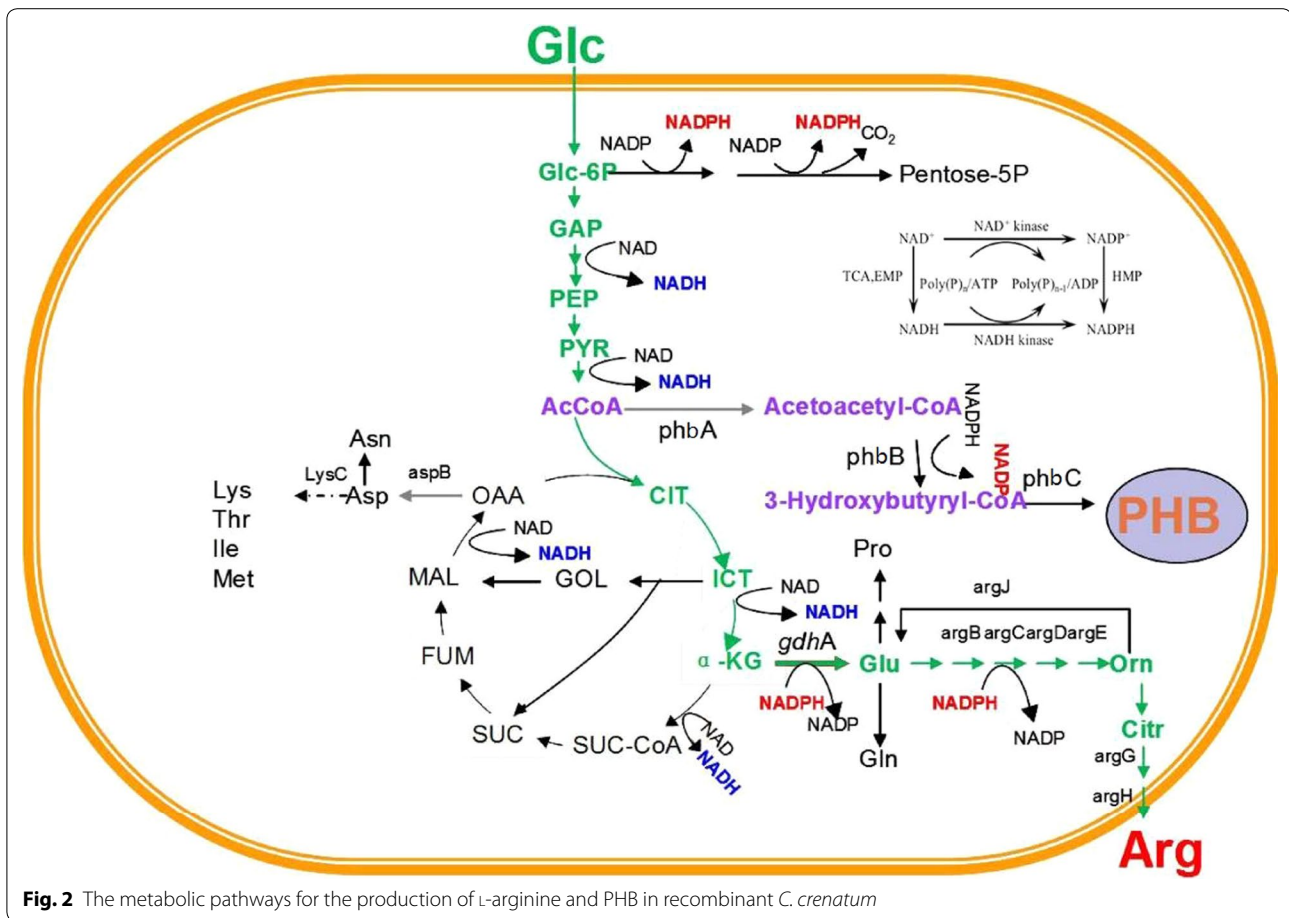 Glc
NADP NADPH NADP NADPH CO₂
Glc-6P Pentose-5P
GAP
NAD
NADH
PEP
PYR
NAD
NADH
NAD⁺ NAD⁺ kinase NADP⁺
TCA,EMP Poly(P)ₙ/ATP Poly(P)ₙ₋₁/ADP HMP
NADH NADH kinase NADPH
AcCoA phbA Acetoacetyl-CoA
NADPH
phbB
NADP
3-Hydroxybutyryl-CoA phbC PHB
Asn
LysC Asp aspB OAA
CIT
Lys
Thr
Ile
Met
NAD
NADH
MAL GOL ICT
NAD
NADH
FUM
SUC SUC-CoA
NAD
NADH
α-KG gdhA Glu argB argC argD argE Orn
Pro
argJ
NADPH NADP
NADPH NADP
Gln
Citr
argG
argH
Arg
Fig. 2 The metabolic pathways for the production of L-arginine and PHB in recombinant C. crenatum